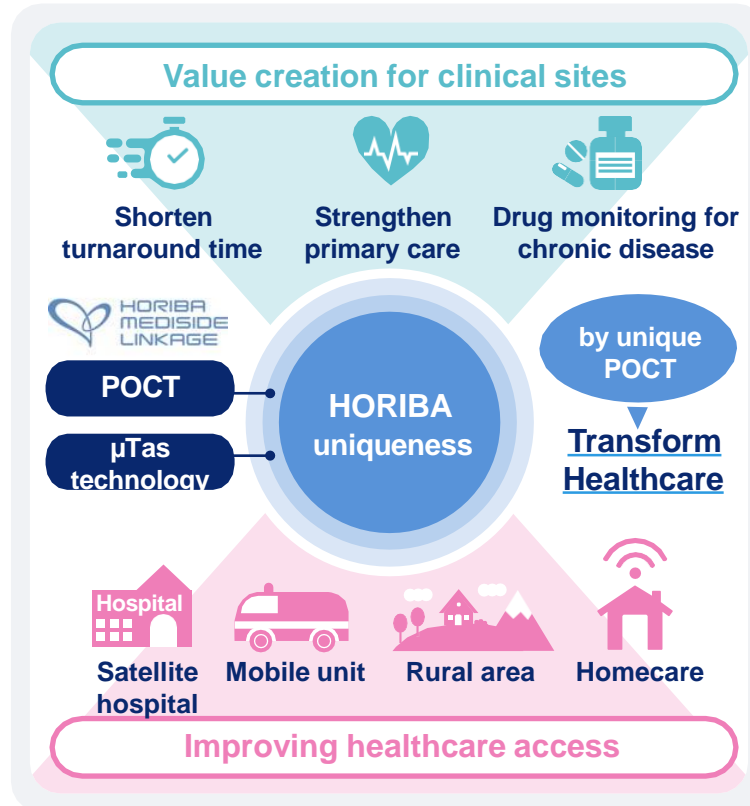 Value creation for clinical sites
Shorten
turnaround time
Strengthen
primary care
Drug monitoring for
chronic disease
HORIBA
MEDISIDE
LINKAGE
POCT
µTas
technology
HORIBA
uniqueness
by unique
POCT
Transform
Healthcare
Hospital
Satellite
hospital
Mobile unit
Rural area
Homecare
Improving healthcare access